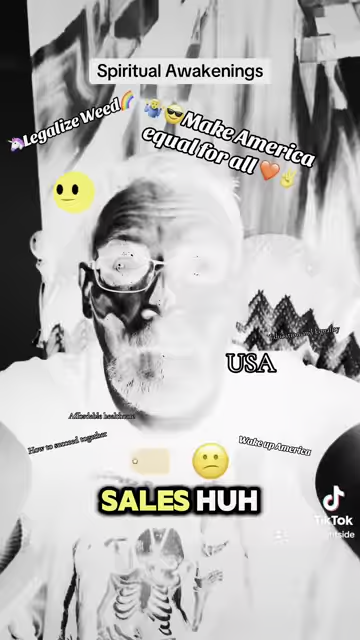 Spiritual Awakenings
🦄Legalize Weed🌈
🤷‍♂️😎Make America
equal for all ❤️✌️
USA
Affordable healthcare
How to succeed together
Wake up America
SALES HUH
TikTok